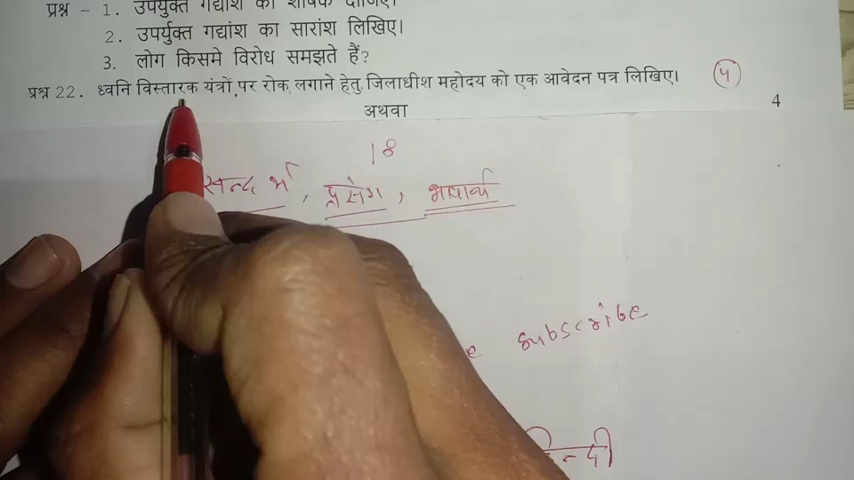 प्रश्न - 1. उपर्युक्त गद्यांश का शीर्षक दीजिए।
2. उपर्युक्त गद्यांश का सारांश लिखिए।
3. लोग किसमे विरोध समझते हैं?
प्रश्न 22. ध्वनि विस्तारक यंत्रों पर रोक लगाने हेतु जिलाधीश महोदय को एक आवेदन पत्र लिखिए। 4
4
अथवा
18
सन्दर्भ, प्रसंग, भावार्थ
subscribe